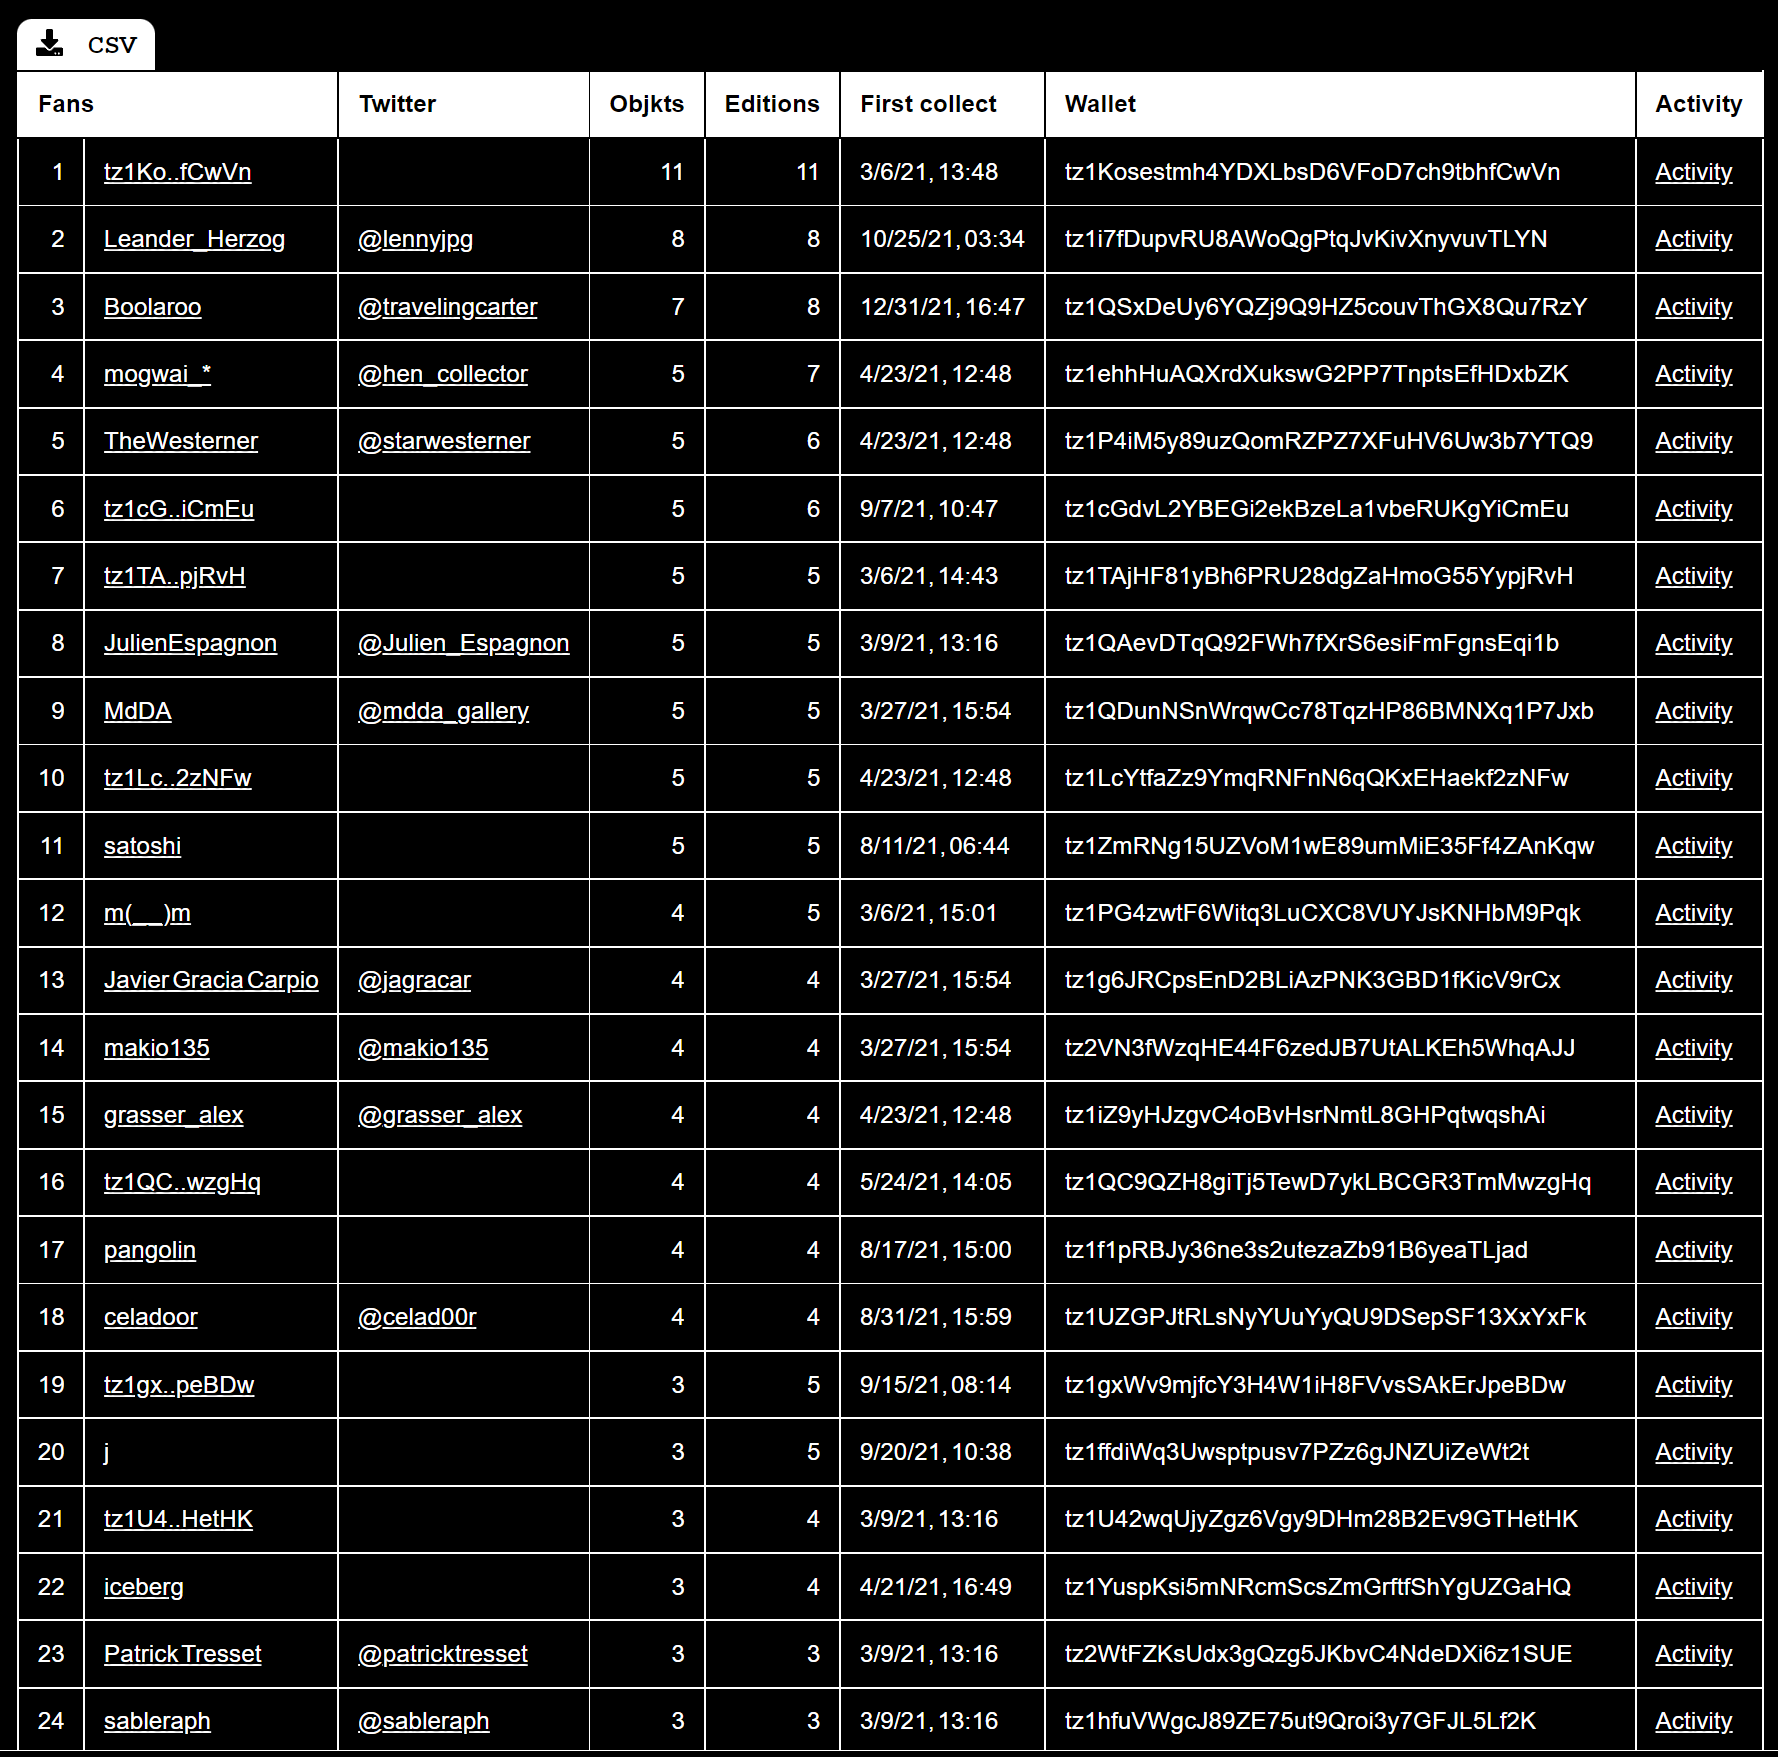 CSV
Fans Twitter Objkts Editions First collect Wallet Activity
1 tz1Ko..fCwVn 11 11 3/6/21, 13:48 tz1Kosestmh4YDXLbsD6VFoD7ch9tbhfCwVn Activity
2 Leander_Herzog @lennyjpg 8 8 10/25/21, 03:34 tz1i7fDupvRU8AWoQgPtqJvKivXnyvuvTLYN Activity
3 Boolaroo @travelingcarter 7 8 12/31/21, 16:47 tz1QSxDeUy6YQZj9Q9HZ5couvThGX8Qu7RzY Activity
4 mogwai_* @hen_collector 5 7 4/23/21, 12:48 tz1ehhHuAQXrdXukswG2PP7TnptsEfHDxbZK Activity
5 TheWesterner @starwesterner 5 6 4/23/21, 12:48 tz1P4iM5y89uzQomRZPZ7XFuHV6Uw3b7YTQ9 Activity
6 tz1cG..iCmEu 5 6 9/7/21, 10:47 tz1cGdvL2YBEGi2ekBzeLa1vbeRUKgYiCmEu Activity
7 tz1TA..pjRvH 5 5 3/6/21, 14:43 tz1TAjHF81yBh6PRU28dgZaHmoG55YypjRvH Activity
8 JulienEspagnon @Julien_Espagnon 5 5 3/9/21, 13:16 tz1QAevDTqQ92FWh7fXrS6esiFmFgnsEqi1b Activity
9 MdDA @mdda_gallery 5 5 3/27/21, 15:54 tz1QDunNSnWrqwCc78TqzHP86BMNXq1P7Jxb Activity
10 tz1Lc..2zNFw 5 5 4/23/21, 12:48 tz1LcYtfaZz9YmqRNFnN6qQKxEHaekf2zNFw Activity
11 satoshi 5 5 8/11/21, 06:44 tz1ZmRNg15UZVoM1wE89umMiE35Ff4ZAnKqw Activity
12 m(__)m 4 5 3/6/21, 15:01 tz1PG4zwtF6Witq3LuCXC8VUYJsKNHbM9Pqk Activity
13 Javier Gracia Carpio @jagracar 4 4 3/27/21, 15:54 tz1g6JRCpsEnD2BLiAzPNK3GBD1fKicV9rCx Activity
14 makio135 @makio135 4 4 3/27/21, 15:54 tz2VN3fWzqHE44F6zedJB7UtALKEh5WhqAJJ Activity
15 grasser_alex @grasser_alex 4 4 4/23/21, 12:48 tz1iZ9yHJzgvC4oBvHsrNmtL8GHPqtwqshAi Activity
16 tz1QC..wzgHq 4 4 5/24/21, 14:05 tz1QC9QZH8giTj5TewD7ykLBCGR3TmMwzgHq Activity
17 pangolin 4 4 8/17/21, 15:00 tz1f1pRBJy36ne3s2utezaZb91B6yeaTLjad Activity
18 celadoor @celad00r 4 4 8/31/21, 15:59 tz1UZGPJtRLsNyYUuYyQU9DSepSF13XxYxFk Activity
19 tz1gx..peBDw 3 5 9/15/21, 08:14 tz1gxWv9mjfcY3H4W1iH8FVvsSAkErJpeBDw Activity
20 j 3 5 9/20/21, 10:38 tz1ffdiWq3Uwsptpusv7PZz6gJNZUiZeWt2t Activity
21 tz1U4..HetHK 3 4 3/9/21, 13:16 tz1U42wqUjyZgz6Vgy9DHm28B2Ev9GTHetHK Activity
22 iceberg 3 4 4/21/21, 16:49 tz1YuspKsi5mNRcmScsZmGrftfShYgUZGaHQ Activity
23 Patrick Tresset @patricktresset 3 3 3/9/21, 13:16 tz2WtFZKsUdx3gQzg5JKbvC4NdeDXi6z1SUE Activity
24 sableraph @sableraph 3 3 3/9/21, 13:16 tz1hfuVWgcJ89ZE75ut9Qroi3y7GFJL5Lf2K Activity